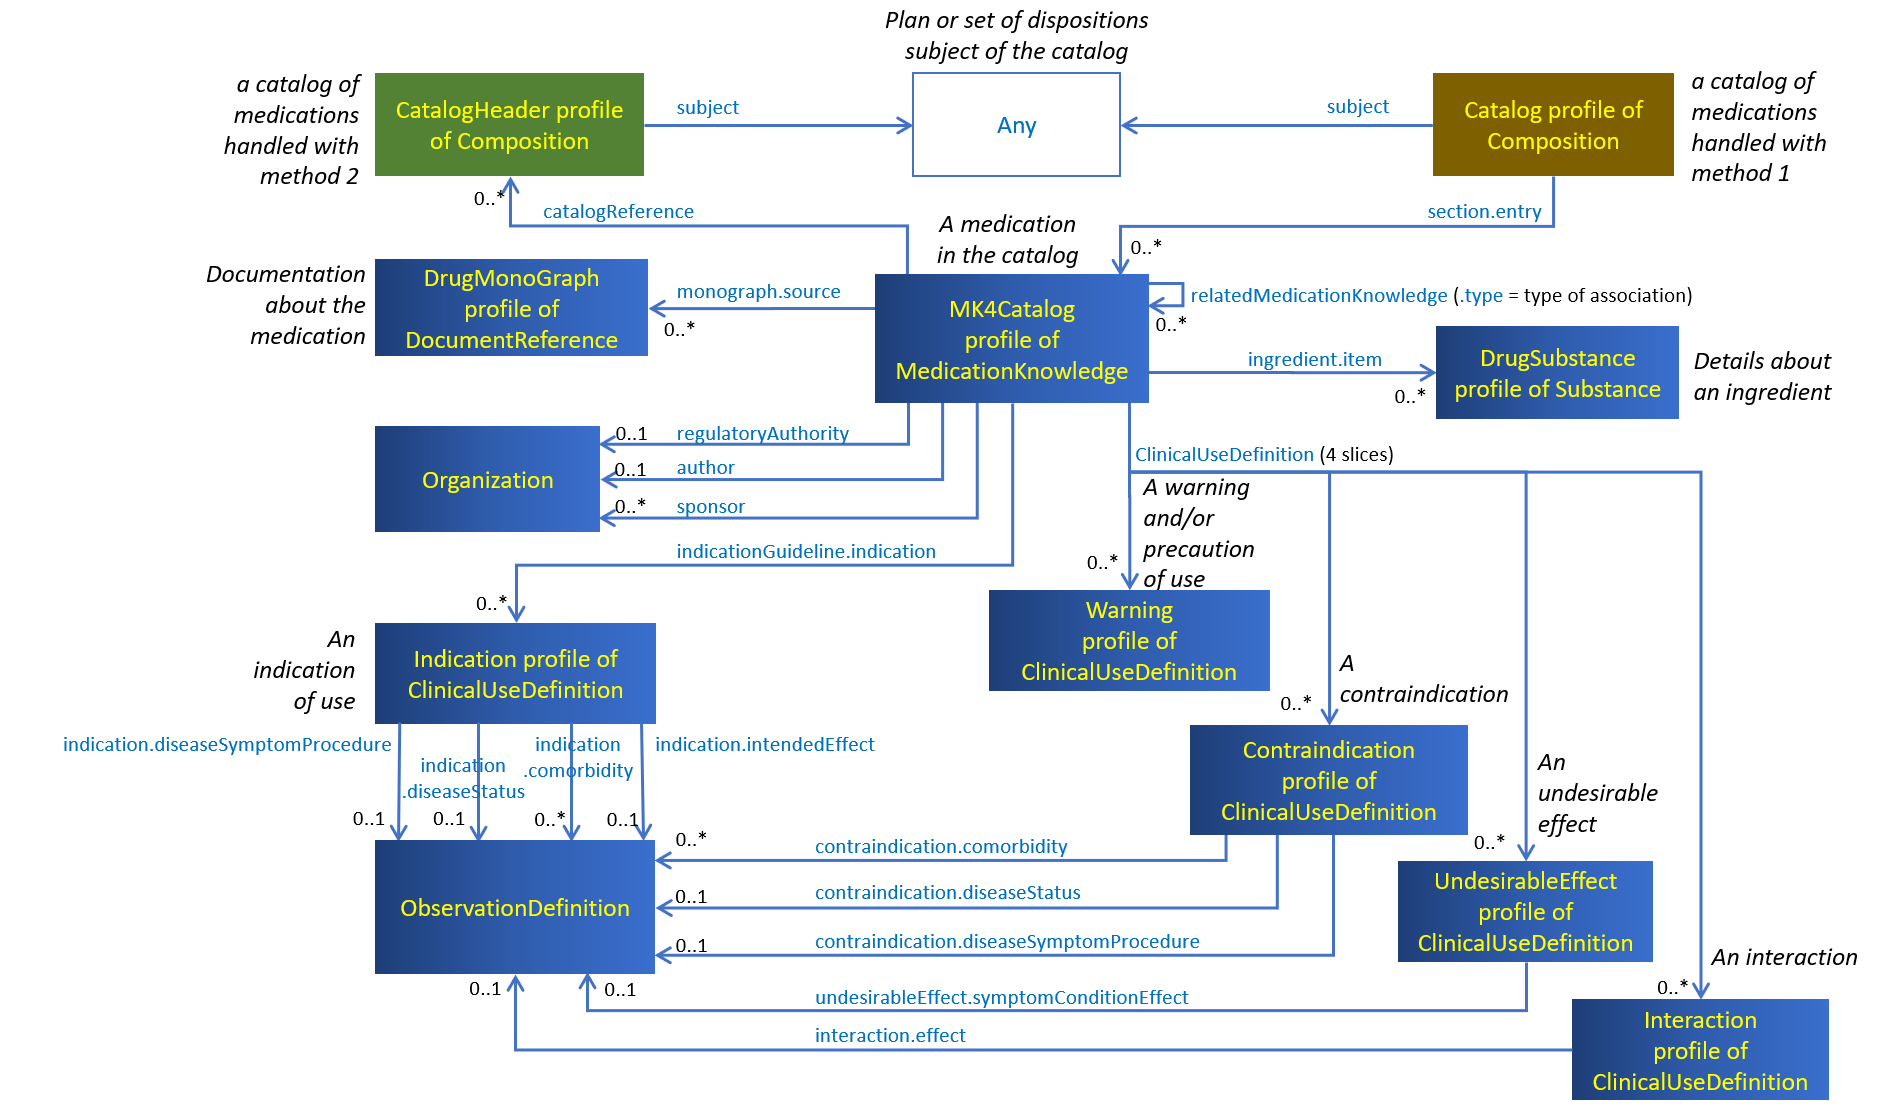 Plan or set of dispositions
subject of the catalog
a catalog of
medications
handled with
method 2
CatalogHeader profile
of Composition
subject
Any
subject
Catalog profile of
Composition
a catalog of
medications
handled with
method 1
0..*
catalogReference
A medication
in the catalog
section.entry
0..*
Documentation
about the
medication
DrugMonoGraph
profile of
DocumentReference
monograph.source
0..*
MK4Catalog
profile of
MedicationKnowledge
relatedMedicationKnowledge (.type = type of association)
0..*
ingredient.item
0..*
DrugSubstance
profile of Substance
Details about
an ingredient
Organization
0..1
regulatoryAuthority
0..1
author
0..*
sponsor
indicationGuideline.indication
0..*
ClinicalUseDefinition (4 slices)
A warning
and/or
precaution
of use
0..*
Warning
profile of
ClinicalUseDefinition
An
indication
of use
Indication profile of
ClinicalUseDefinition
A
contraindication
0..*
Contraindication
profile of
ClinicalUseDefinition
indication.diseaseSymptomProcedure
indication
.diseaseStatus
indication
.comorbidity
indication.intendedEffect
0..1
0..1
0..*
0..1
An
undesirable
effect
0..*
UndesirableEffect
profile of
ClinicalUseDefinition
ObservationDefinition
0..*
contraindication.comorbidity
0..1
contraindication.diseaseStatus
0..1
contraindication.diseaseSymptomProcedure
0..1
0..1
undesirableEffect.symptomConditionEffect
interaction.effect
An interaction
0..*
Interaction
profile of
ClinicalUseDefinition